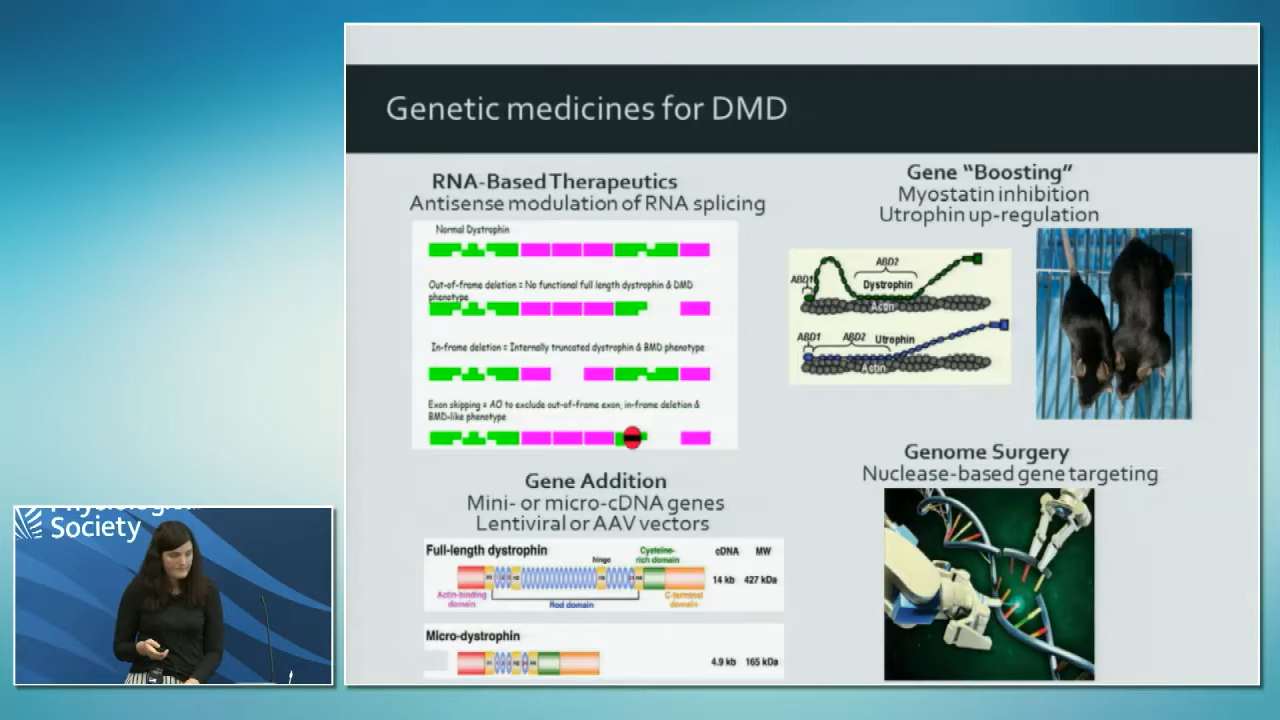 Genetic medicines for DMD
RNA-Based Therapeutics
Antisense modulation of RNA splicing
Normal Dystrophin
Out-of-frame deletion = No functional full length dystrophin & DMD
phenotype
In-frame deletion = Internally truncated dystrophin & BMD phenotype
Exon skipping = AO to exclude out-of-frame exon, in-frame deletion &
BMD-like phenotype
Gene Addition
Mini- or micro-cDNA genes
Lentiviral or AAV vectors
Full-length dystrophin
hinge
Cysteine-
rich domain
cDNA MW
14 kb 427 kDa
Actin-binding
domain
Rod domain
C-terminal
domain
Micro-dystrophin
4.9 kb 165 kDa
Gene “Boosting”
Myostatin inhibition
Utrophin up-regulation
ABD1
ABD2
Dystrophin
Actin
ABD1
ABD2
Utrophin
Actin
Genome Surgery
Nuclease-based gene targeting
Physiological
Society